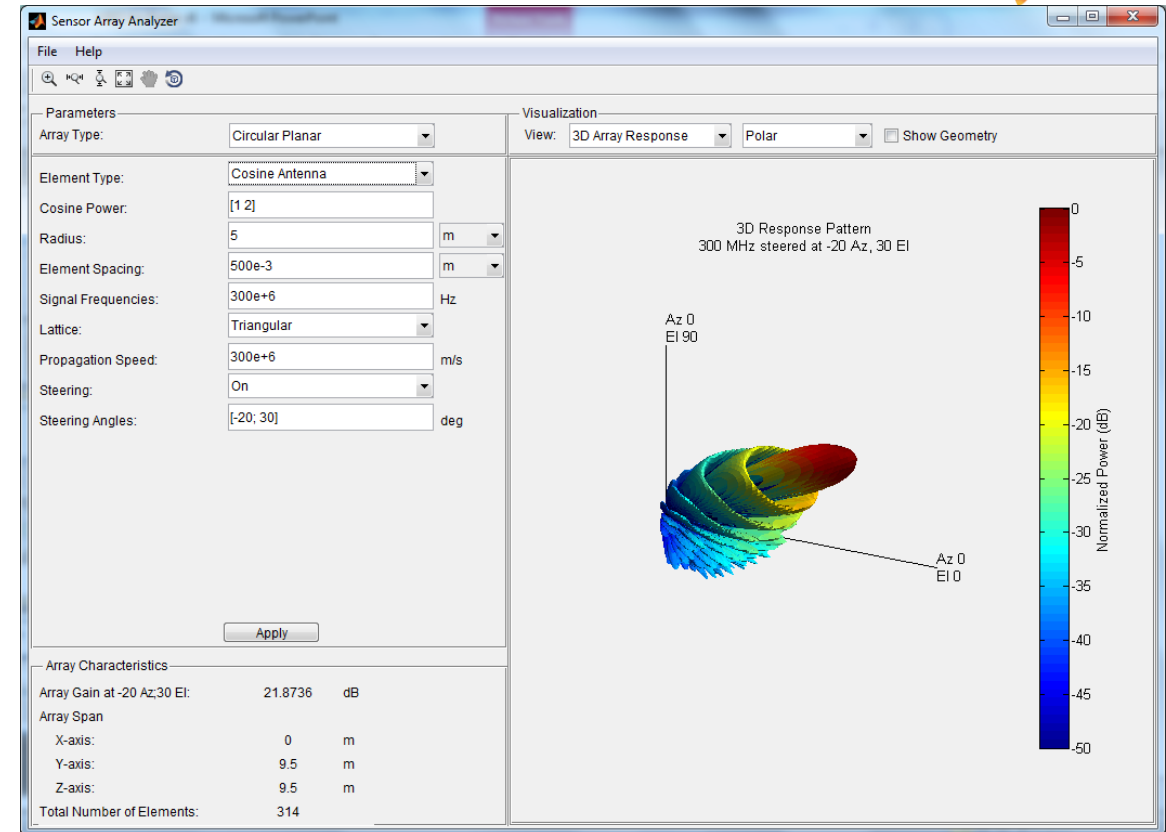 Sensor Array Analyzer
File Help
Parameters
Array Type: Circular Planar
Element Type: Cosine Antenna
Cosine Power: [1 2]
Radius: 5 m
Element Spacing: 500e-3 m
Signal Frequencies: 300e+6 Hz
Lattice: Triangular
Propagation Speed: 300e+6 m/s
Steering: On
Steering Angles: [-20; 30] deg
Apply
Array Characteristics
Array Gain at -20 Az;30 El: 21.8736 dB
Array Span
X-axis: 0 m
Y-axis: 9.5 m
Z-axis: 9.5 m
Total Number of Elements: 314
Visualization
View: 3D Array Response Polar Show Geometry
3D Response Pattern
300 MHz steered at -20 Az, 30 El
Az 0
El 90
Az 0
El 0
0
-5
-10
-15
-20
-25
-30
-35
-40
-45
-50
Normalized Power (dB)